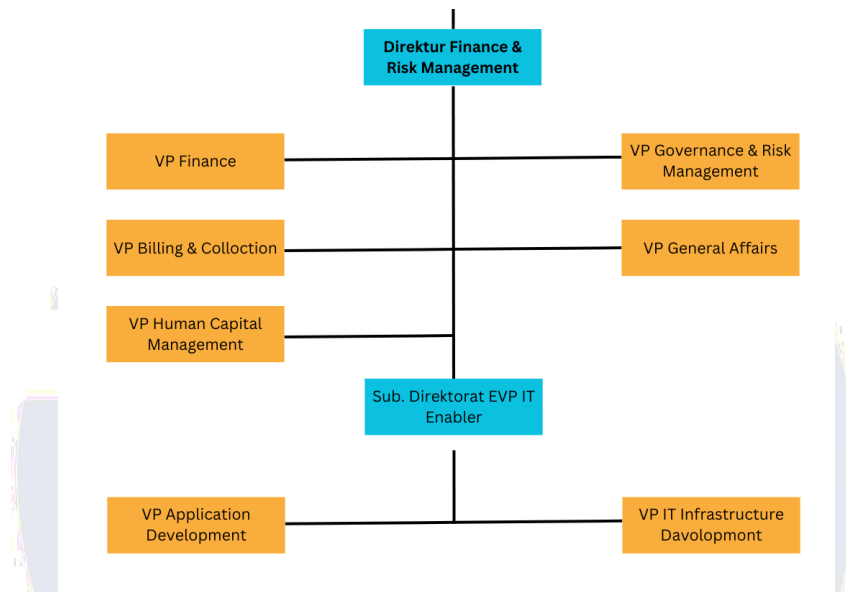 Direktur Finance &
Risk Management
VP Finance
VP Governance & Risk
Management
VP Billing & Colloction
VP General Affairs
VP Human Capital
Management
Sub. Direktorat EVP IT
Enabler
VP Application
Development
VP IT Infrastructure
Davolopmont